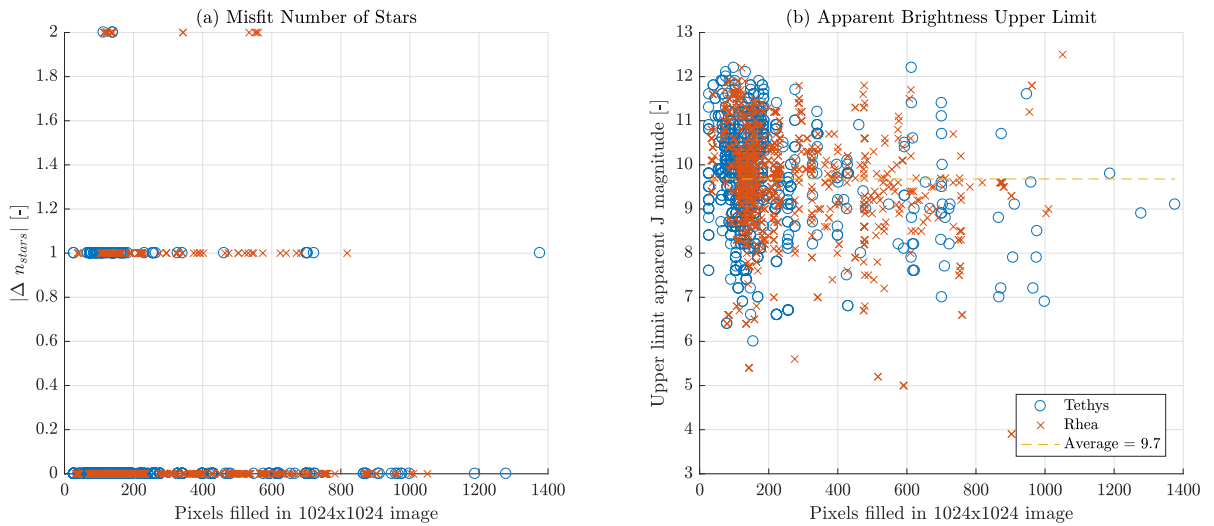 (a) Misfit Number of Stars
|Δ n_stars| [-]
2
1.8
1.6
1.4
1.2
1
0.8
0.6
0.4
0.2
0
0 200 400 600 800 1000 1200 1400
Pixels filled in 1024x1024 image
(b) Apparent Brightness Upper Limit
Upper limit apparent J magnitude [-]
13
12
11
10
9
8
7
6
5
4
3
Tethys
Rhea
Average = 9.7
0 200 400 600 800 1000 1200 1400
Pixels filled in 1024x1024 image